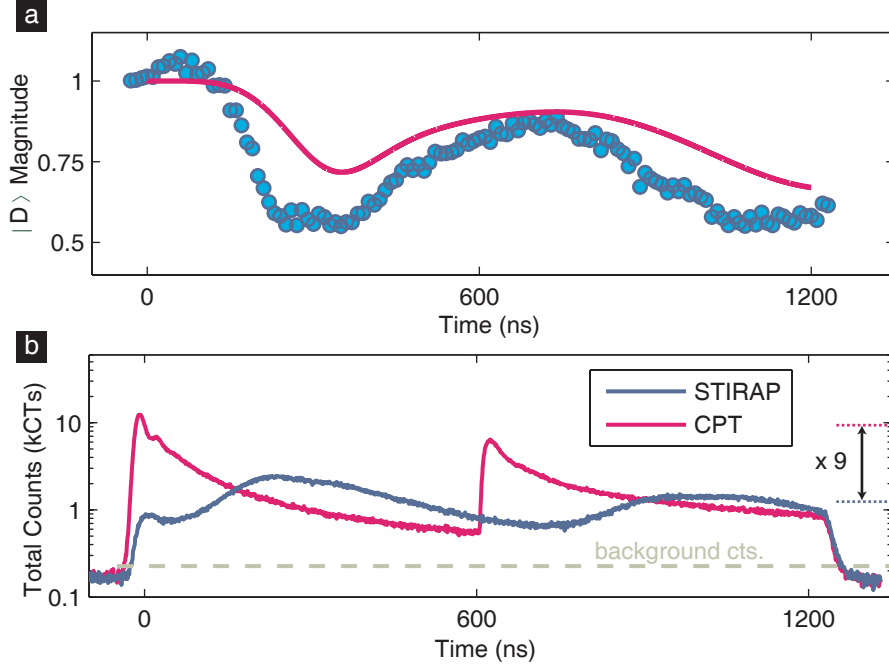 a
| D ⟩ Magnitude
1
0.75
0.5
0
600
1200
Time (ns)
b
Total Counts (kCTs)
10
1
0.1
STIRAP
CPT
x 9
background cts.
0
600
1200
Time (ns)